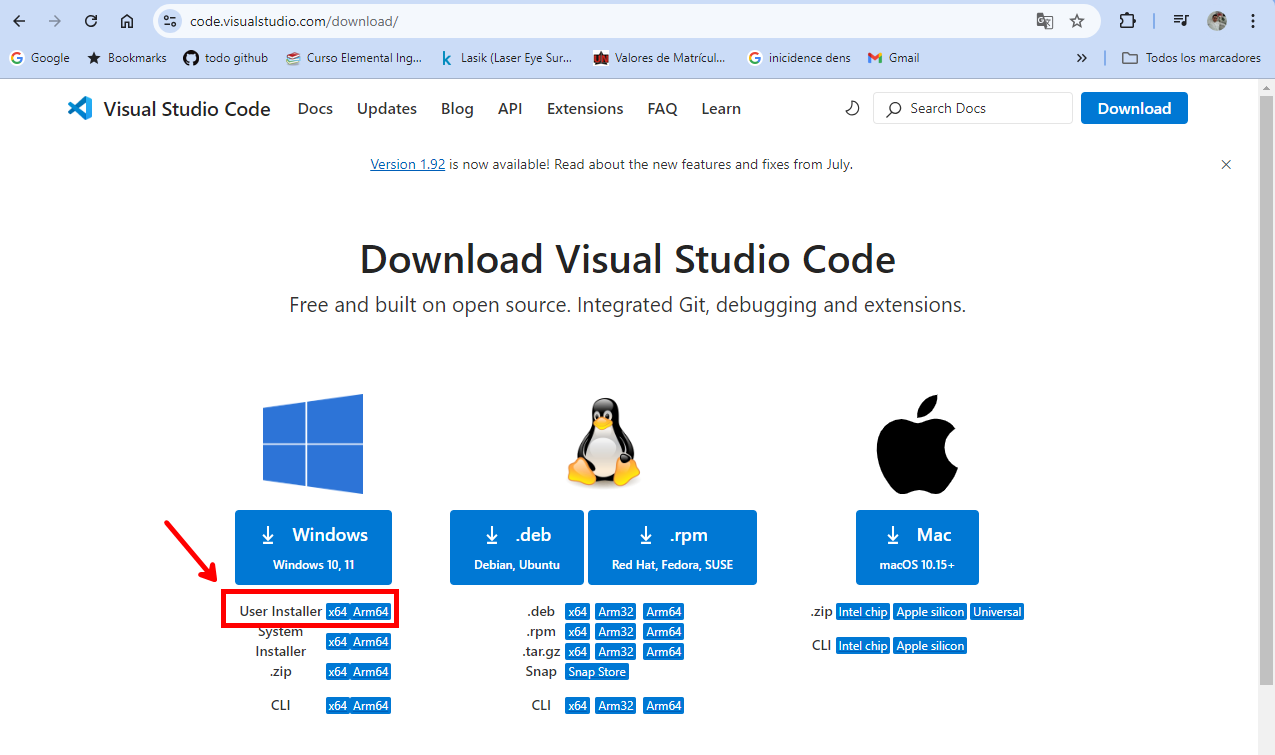 code.visualstudio.com/download/
Google Bookmarks todo github Curso Elemental Ing... Lasik (Laser Eye Sur... Valores de Matrícul... inicidence dens Gmail » Todos los marcadores
Visual Studio Code Docs Updates Blog API Extensions FAQ Learn Search Docs Download
Version 1.92 is now available! Read about the new features and fixes from July.
Download Visual Studio Code
Free and built on open source. Integrated Git, debugging and extensions.
Windows
Windows 10, 11
User Installer x64 Arm64
System
Installer x64 Arm64
.zip x64 Arm64
CLI x64 Arm64
.deb
Debian, Ubuntu
.rpm
Red Hat, Fedora, SUSE
.deb x64 Arm32 Arm64
.rpm x64 Arm32 Arm64
.tar.gz x64 Arm32 Arm64
Snap Snap Store
CLI x64 Arm32 Arm64
Mac
macOS 10.15+
.zip Intel chip Apple silicon Universal
CLI Intel chip Apple silicon